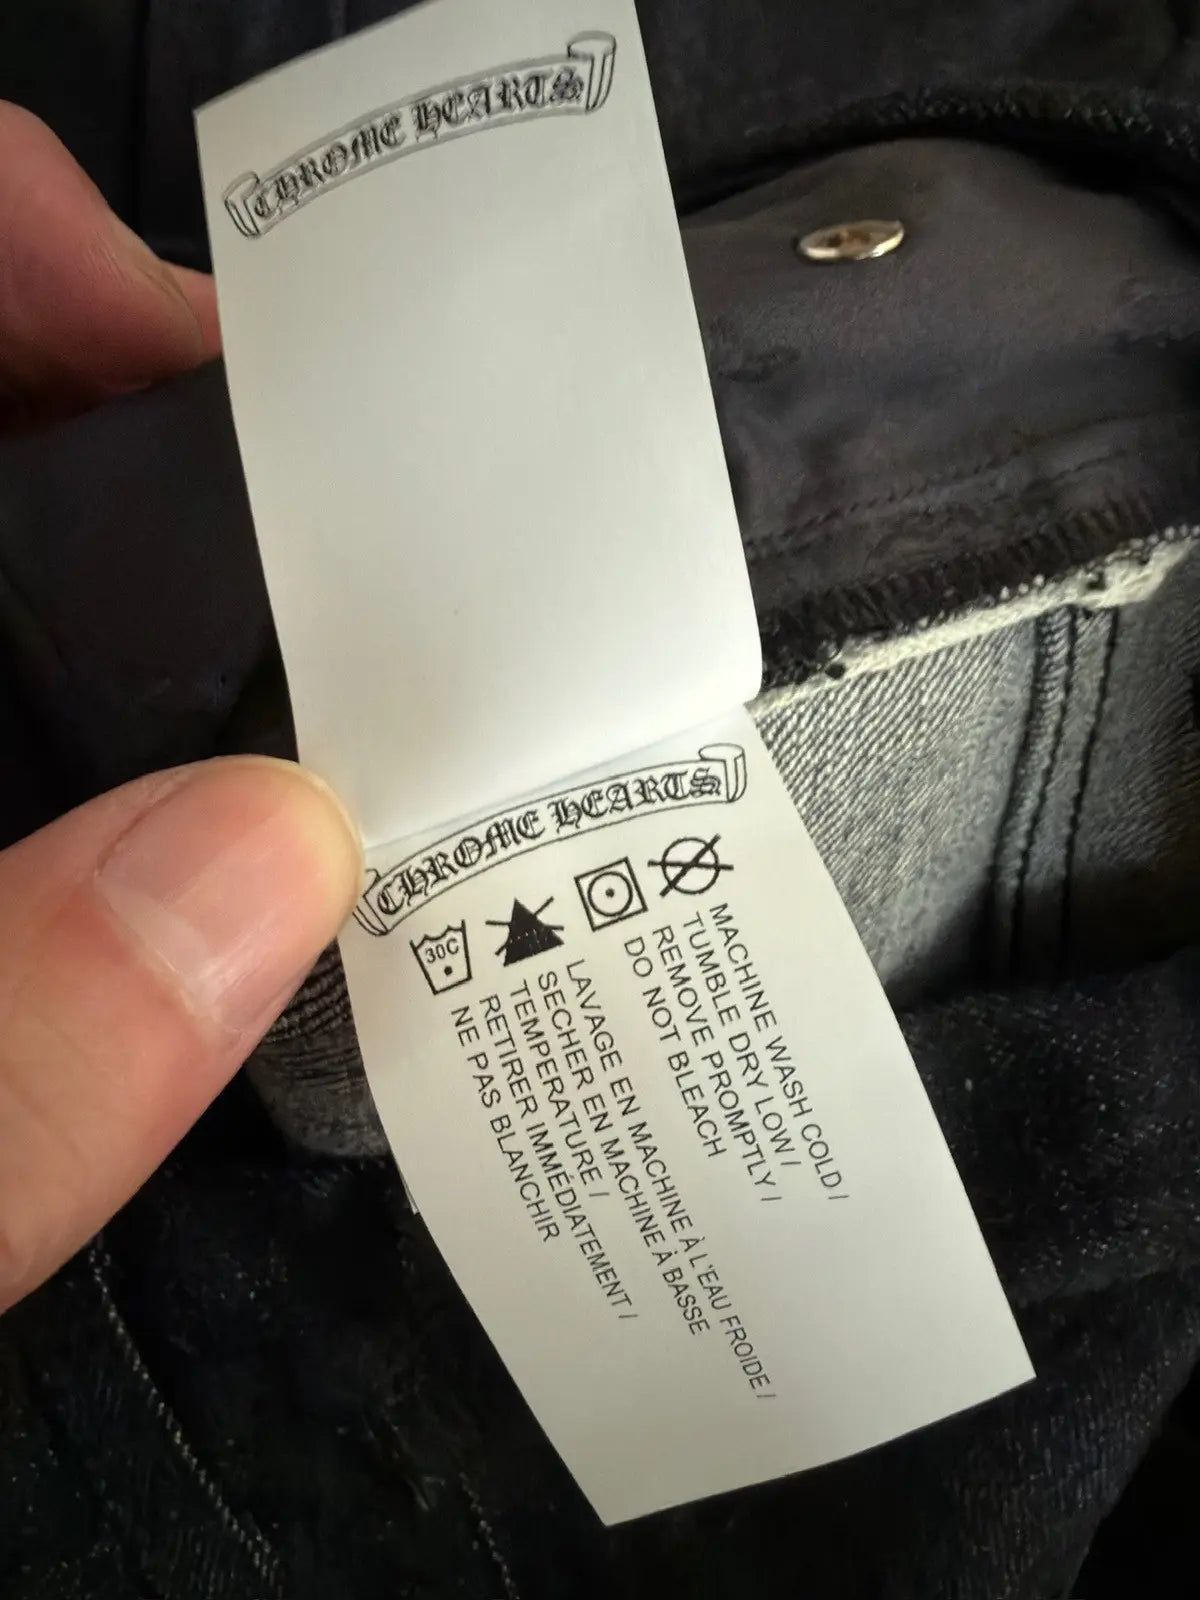 CHROME HEARTS
CHROME HEARTS
30C
MACHINE WASH COLD /
TUMBLE DRY LOW /
REMOVE PROMPTLY /
DO NOT BLEACH
LAVAGE EN MACHINE À L'EAU FROIDE /
SECHER EN MACHINE À BASSE
TEMPERATURE /
RETIRER IMMÉDIATEMENT /
NE PAS BLANCHIR